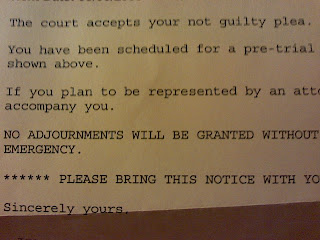 The court accepts your not guilty plea.
You have been scheduled for a pre-trial
shown above.
If you plan to be represented by an
accompany you.
NO ADJOURNMENTS WILL BE GRANTED WITHOUT
EMERGENCY.
****** PLEASE BRING THIS NOTICE WITH
Sincerely yours,